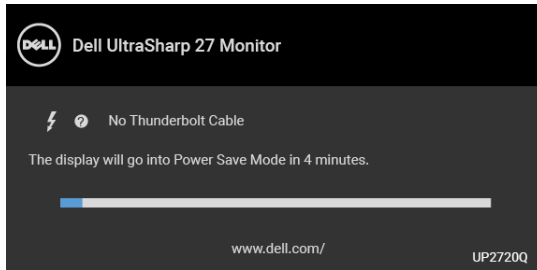 DELL
Dell UltraSharp 27 Monitor
? No Thunderbolt Cable
The display will go into Power Save Mode in 4 minutes.
www.dell.com/
UP2720Q